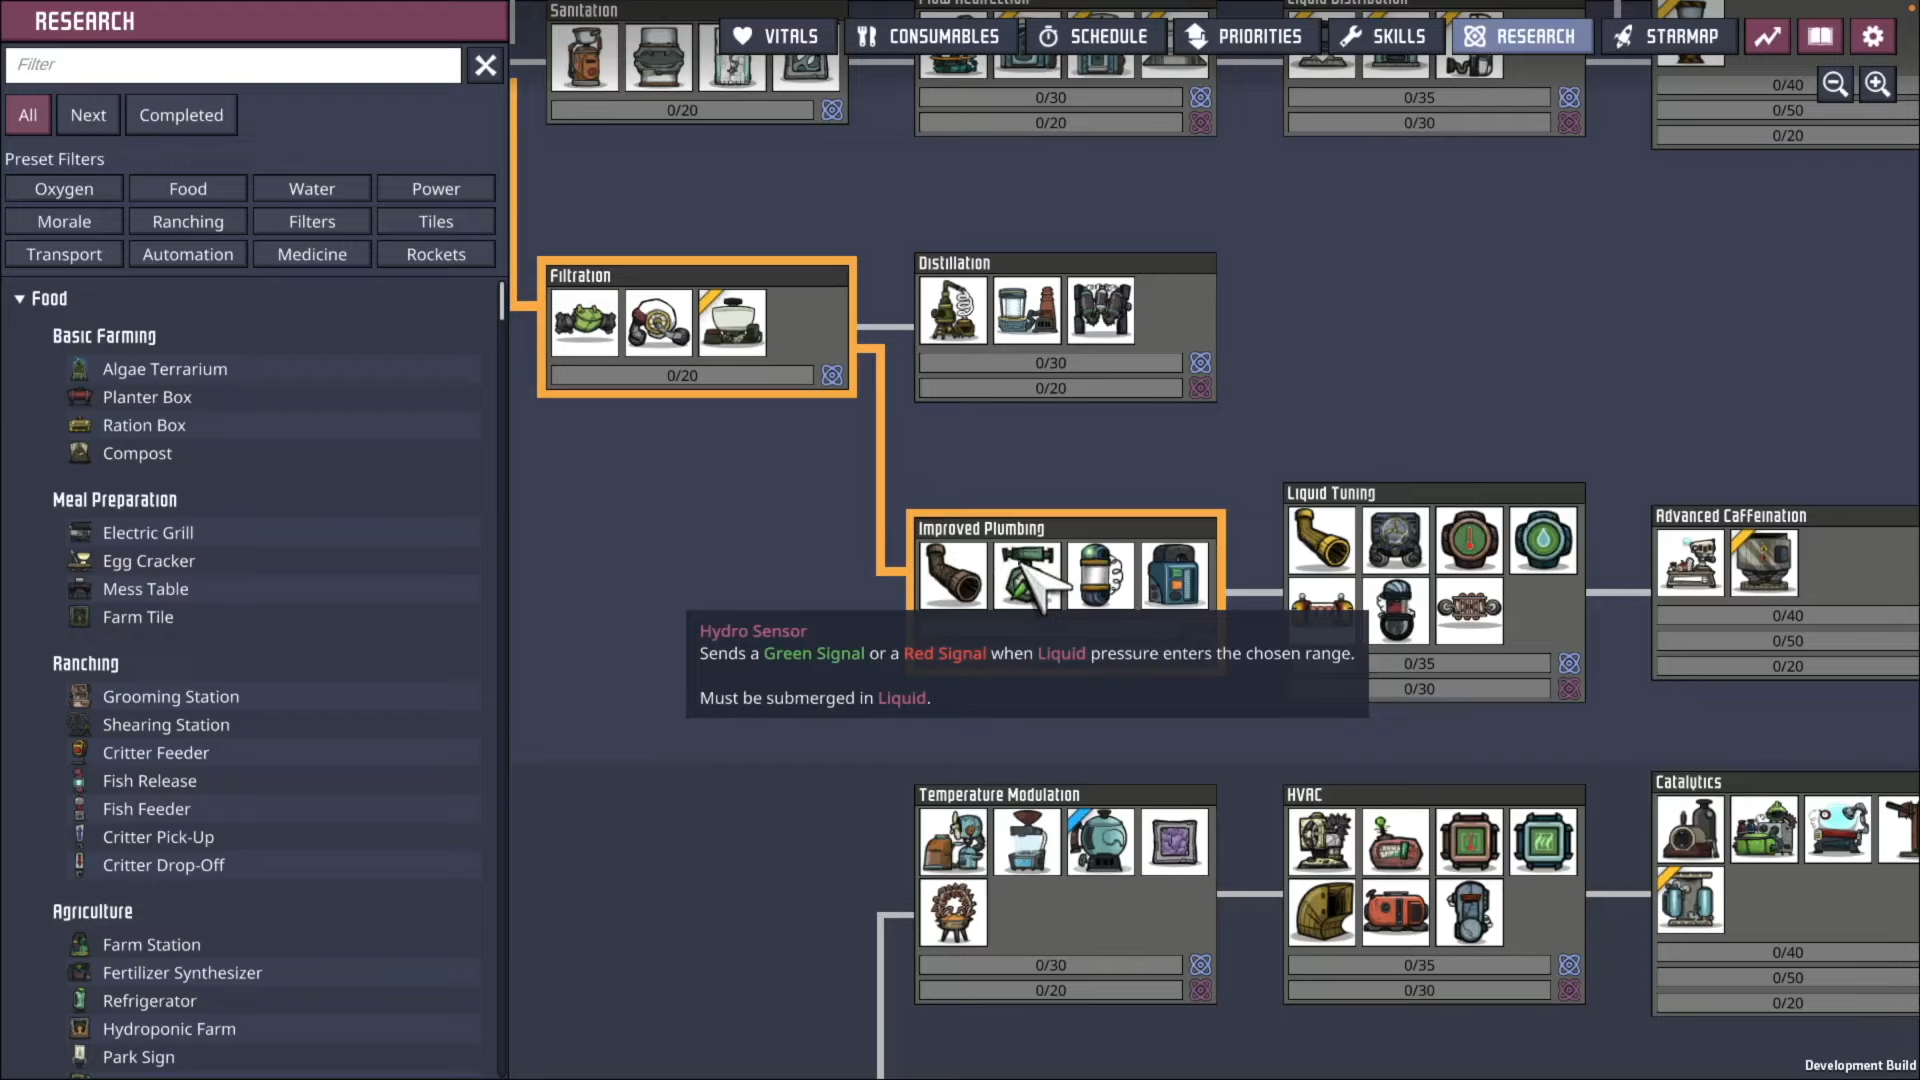 RESEARCH
Filter
All
Next
Completed
Preset Filters
Oxygen
Food
Water
Power
Morale
Ranching
Filters
Tiles
Transport
Automation
Medicine
Rockets
Food
Basic Farming
Algae Terrarium
Planter Box
Ration Box
Compost
Meal Preparation
Electric Grill
Egg Cracker
Mess Table
Farm Tile
Ranching
Grooming Station
Shearing Station
Critter Feeder
Fish Release
Fish Feeder
Critter Pick-Up
Critter Drop-Off
Agriculture
Farm Station
Fertilizer Synthesizer
Refrigerator
Hydroponic Farm
Park Sign
VITALS
CONSUMABLES
SCHEDULE
PRIORITIES
SKILLS
RESEARCH
STARMAP
Sanitation
0/20
0/30
0/20
Liquid Distribution
0/35
0/30
0/40
0/50
0/20
Filtration
0/20
Distillation
0/30
0/20
Improved Plumbing
Hydro Sensor
Sends a Green Signal or a Red Signal when Liquid pressure enters the chosen range.
Must be submerged in Liquid.
Liquid Tuning
0/35
0/30
Advanced Caffeination
0/40
0/50
0/20
Temperature Modulation
0/30
0/20
HVAC
0/35
0/30
Catalytics
0/40
0/50
0/20
Development Build